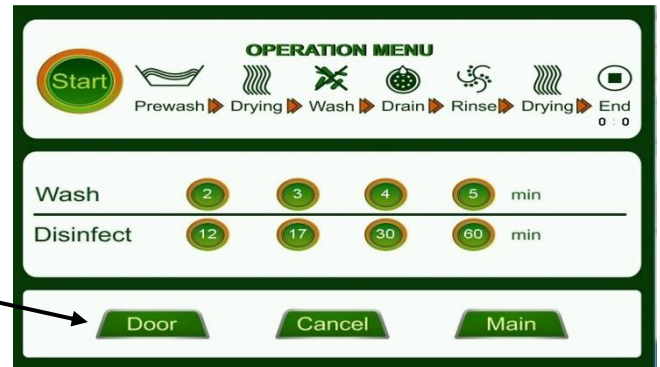 OPERATION MENU
Start
Prewash Drying Wash Drain Rinse Drying End
0 : 0
Wash 2 3 4 5 min
Disinfect 12 17 30 60 min
Door Cancel Main